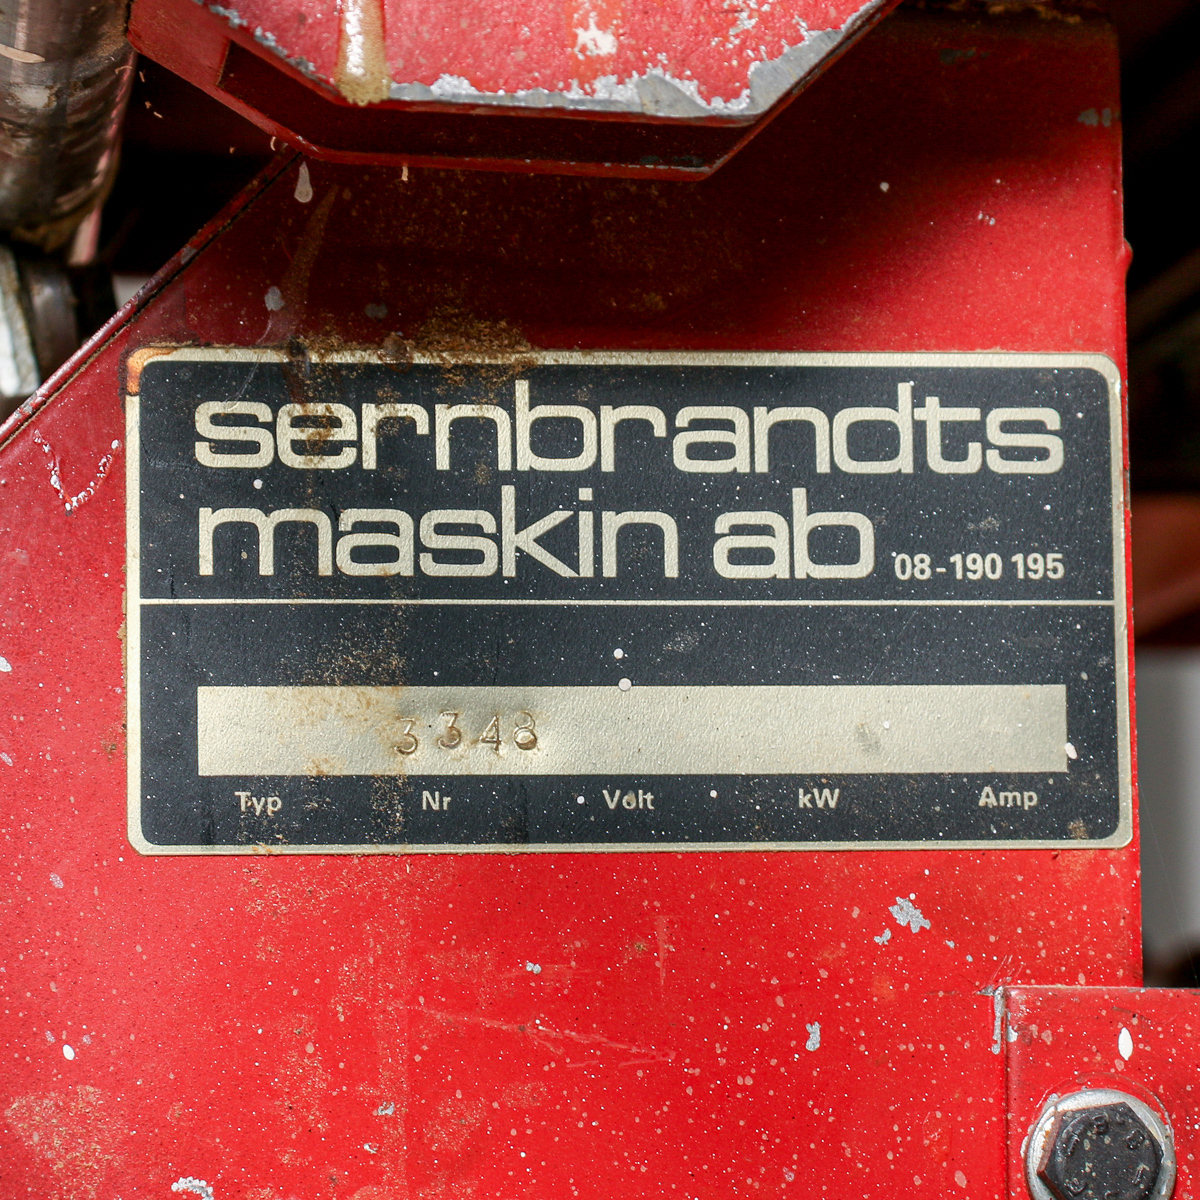 sernbrandts
maskin ab 08-190 195
3348
Typ Nr Volt kW Amp